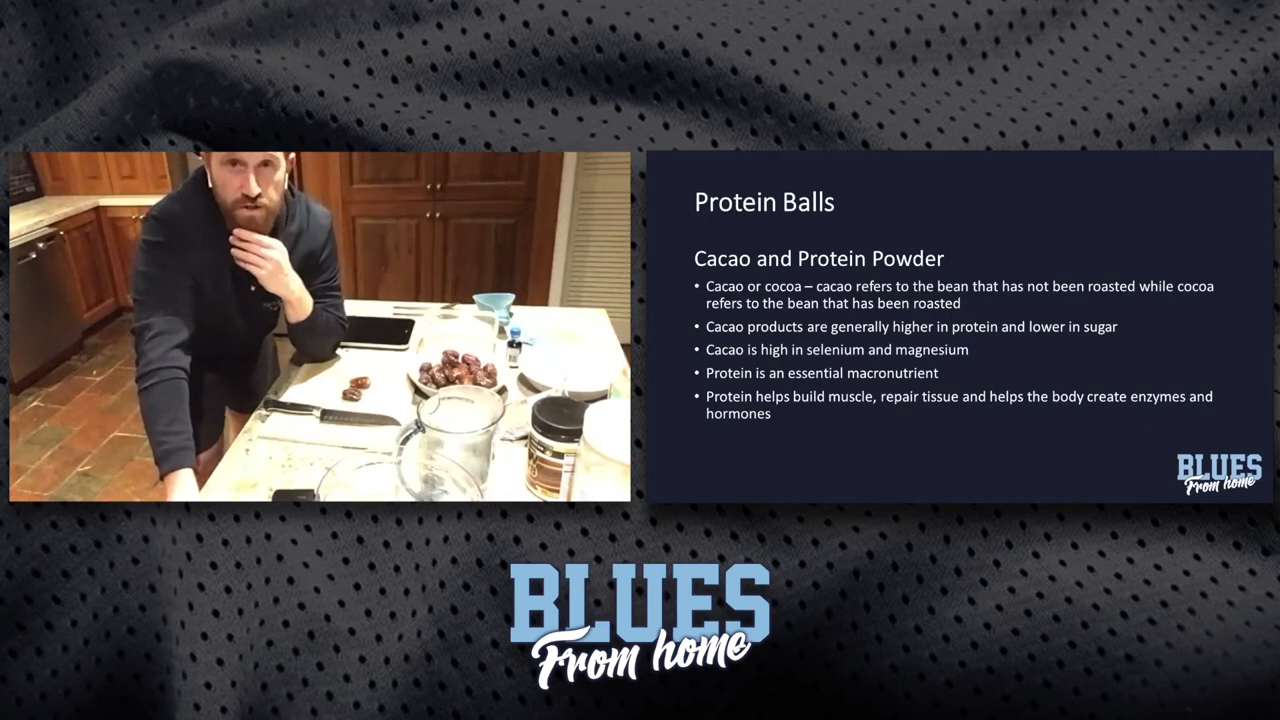 Protein Balls
Cacao and Protein Powder
• Cacao or cocoa – cacao refers to the bean that has not been roasted while cocoa
refers to the bean that has been roasted
• Cacao products are generally higher in protein and lower in sugar
• Cacao is high in selenium and magnesium
• Protein is an essential macronutrient
• Protein helps build muscle, repair tissue and helps the body create enzymes and
hormones
BLUES
From home
BLUES
From home